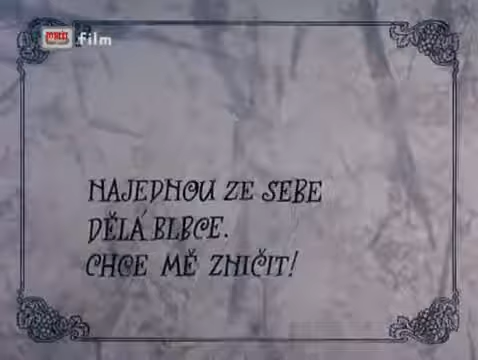 film
NAJEDNOU ZE SEBE
DĚLÁ BLBCE.
CHCE MĚ ZNIČIT!